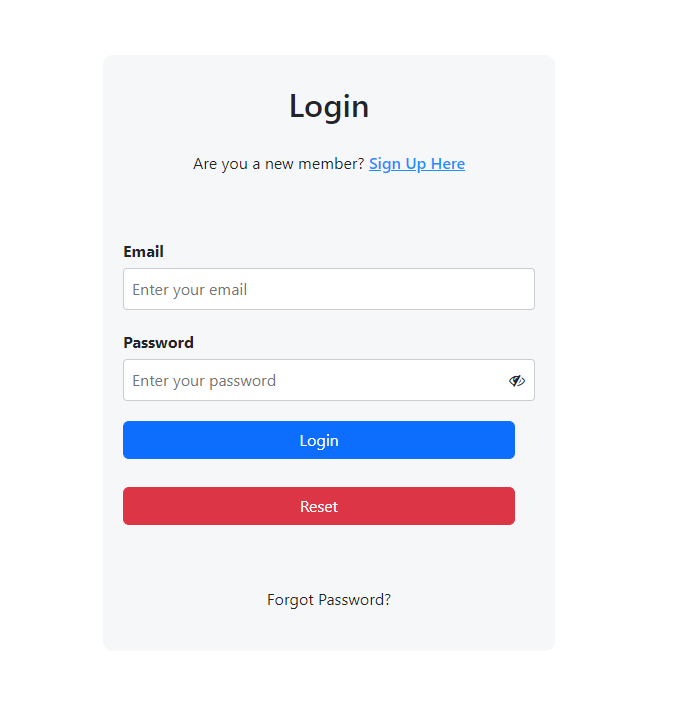 Login
Are you a new member? Sign Up Here
Email
Enter your email
Password
Enter your password
Login
Reset
Forgot Password?